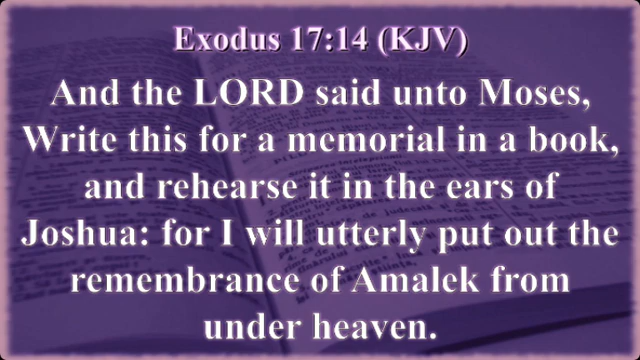 Exodus 17:14 (KJV)
And the LORD said unto Moses,
Write this for a memorial in a book,
and rehearse it in the ears of
Joshua: for I will utterly put out the
remembrance of Amalek from
under heaven.